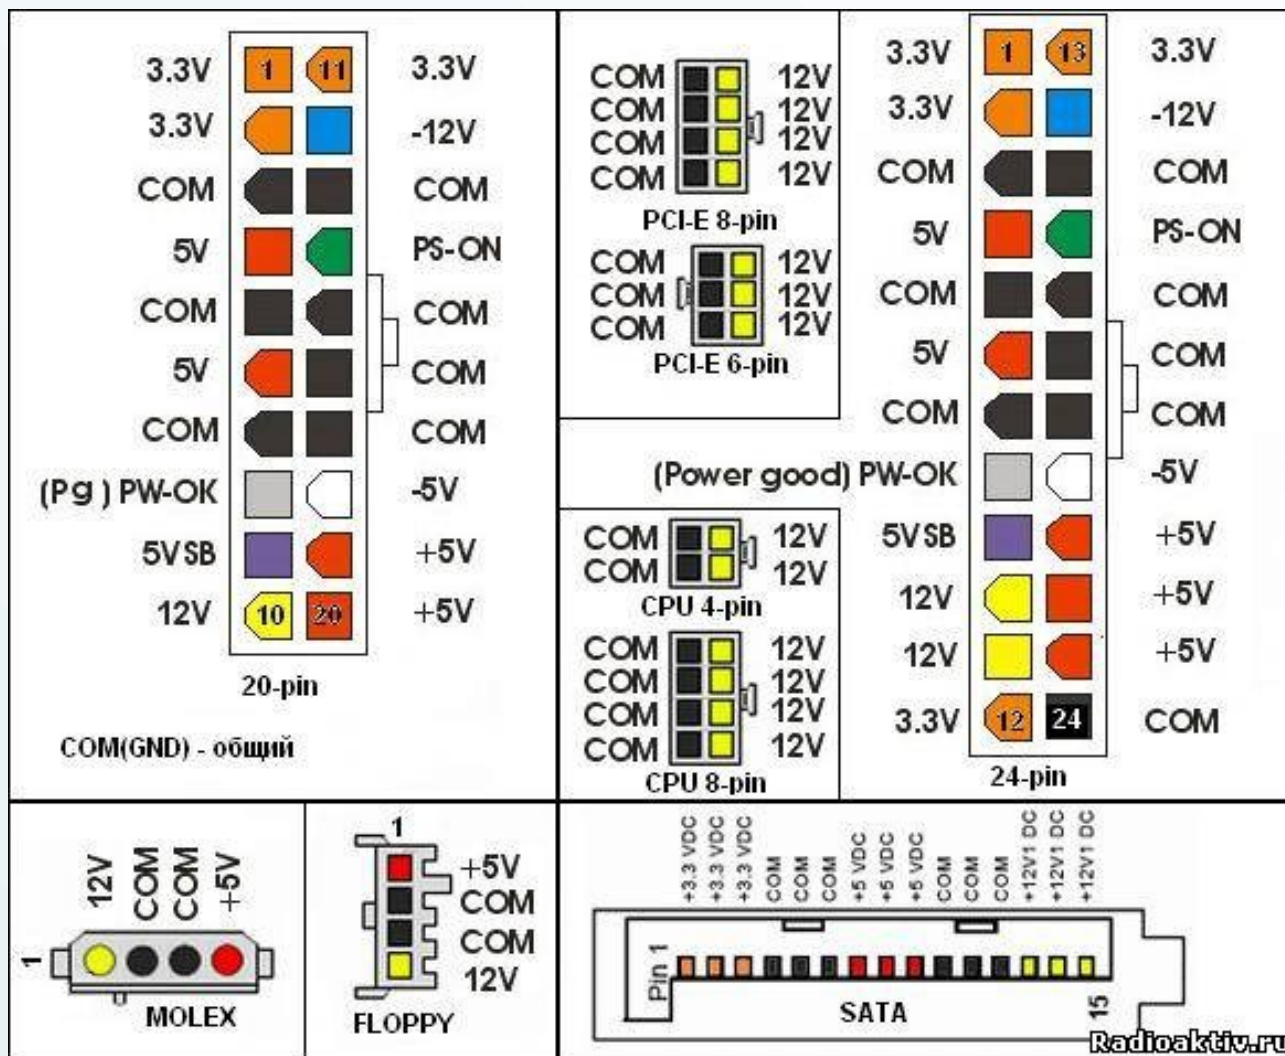 3.3V 1 11 3.3V
3.3V -12V
COM COM
5V PS-ON
COM COM
5V COM
COM COM
(Pg) PW-OK -5V
5VSB +5V
12V 10 20 +5V
20-pin
COM(GND) - общий
COM 12V
COM 12V
COM 12V
COM 12V
PCI-E 8-pin
COM 12V
COM 12V
COM 12V
PCI-E 6-pin
3.3V 1 13 3.3V
3.3V -12V
COM COM
5V PS-ON
COM COM
5V COM
COM COM
(Power good) PW-OK -5V
5VSB +5V
12V +5V
12V +5V
3.3V 12 24 COM
24-pin
COM 12V
COM 12V
CPU 4-pin
COM 12V
COM 12V
COM 12V
COM 12V
CPU 8-pin
12V COM COM +5V
1
MOLEX
1
+5V
COM
COM
12V
FLOPPY
+3.3 VDC
+3.3 VDC
+3.3 VDC
COM
COM
COM
+5 VDC
+5 VDC
+5 VDC
COM
COM
COM
+12V1 DC
+12V1 DC
+12V1 DC
Pin 1
15
SATA
Radioaktiv.ru